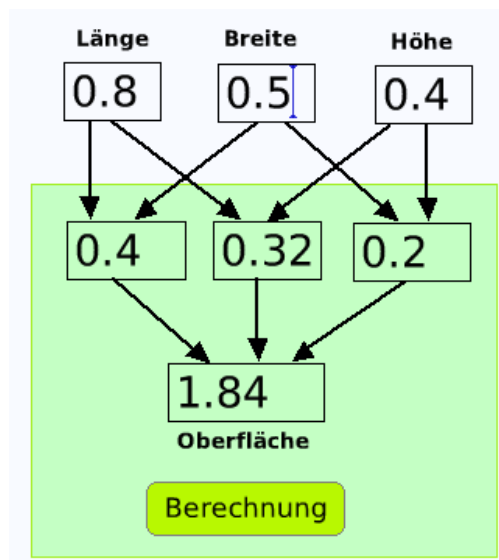 Länge Breite Höhe
0.8 0.5 0.4
0.4 0.32 0.2
1.84
Oberfläche
Berechnung